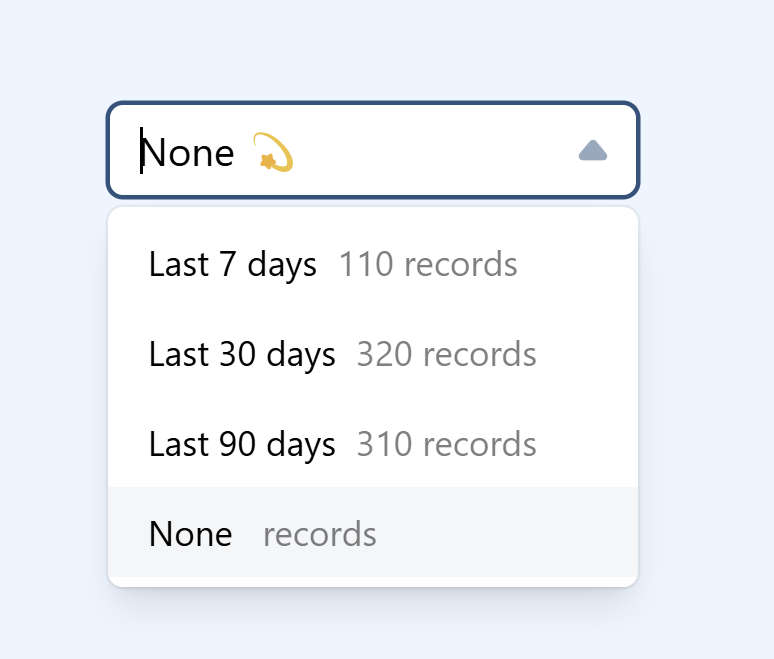 None 💫
Last 7 days 110 records
Last 30 days 320 records
Last 90 days 310 records
None records